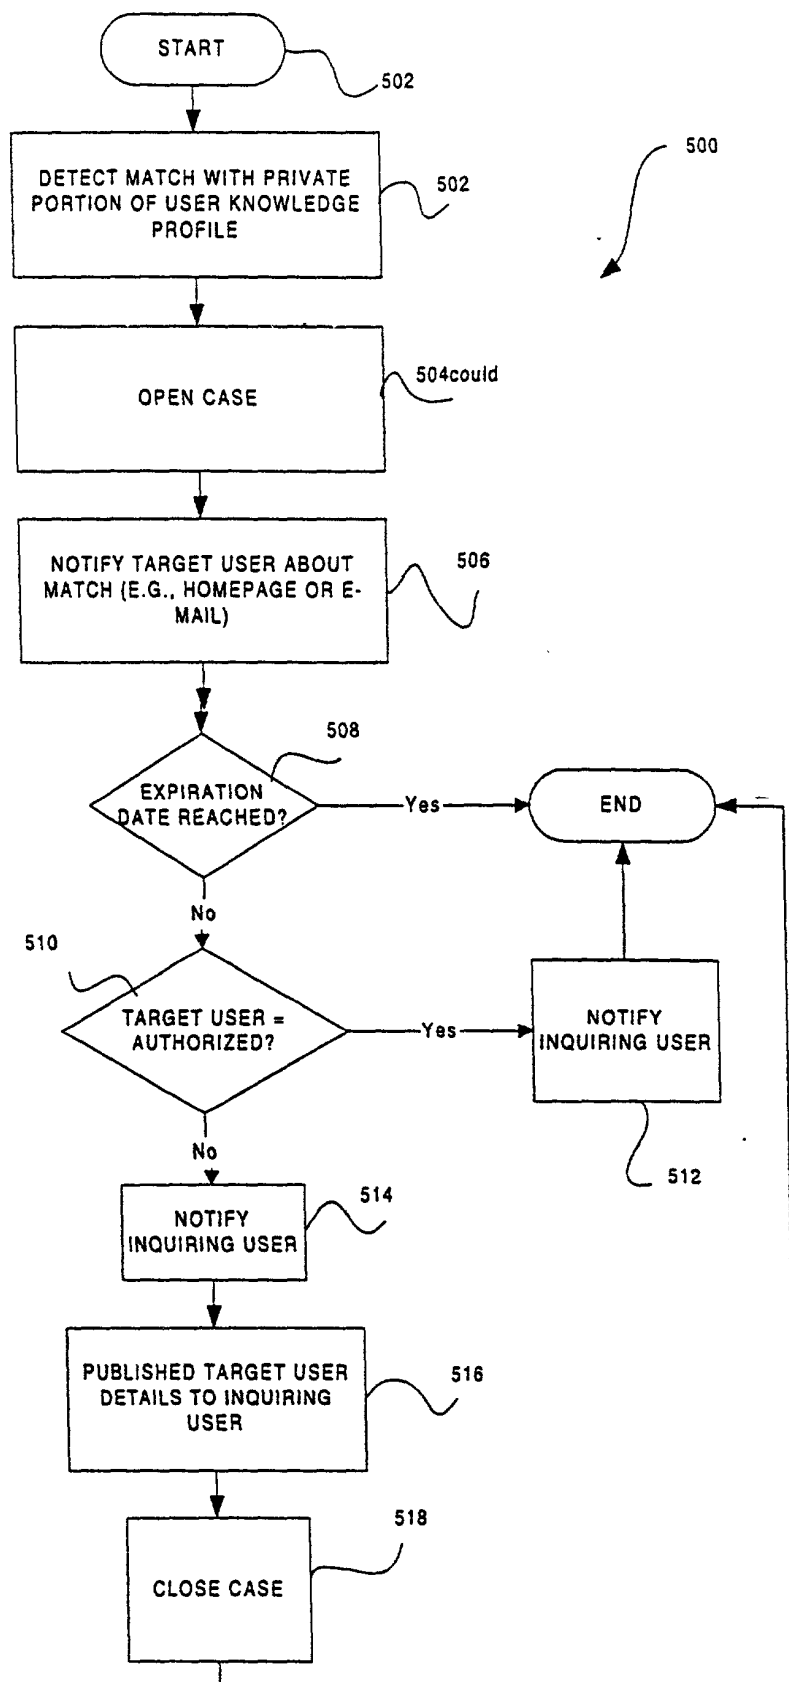 START
502
500
DETECT MATCH WITH PRIVATE
PORTION OF USER KNOWLEDGE
PROFILE
502
OPEN CASE
504could
NOTIFY TARGET USER ABOUT
MATCH (E.G., HOMEPAGE OR E-
MAIL)
506
508
EXPIRATION
DATE REACHED?
Yes
END
No
510
TARGET USER =
AUTHORIZED?
Yes
NOTIFY
INQUIRING USER
512
No
514
NOTIFY
INQUIRING USER
PUBLISHED TARGET USER
DETAILS TO INQUIRING
USER
516
518
CLOSE CASE